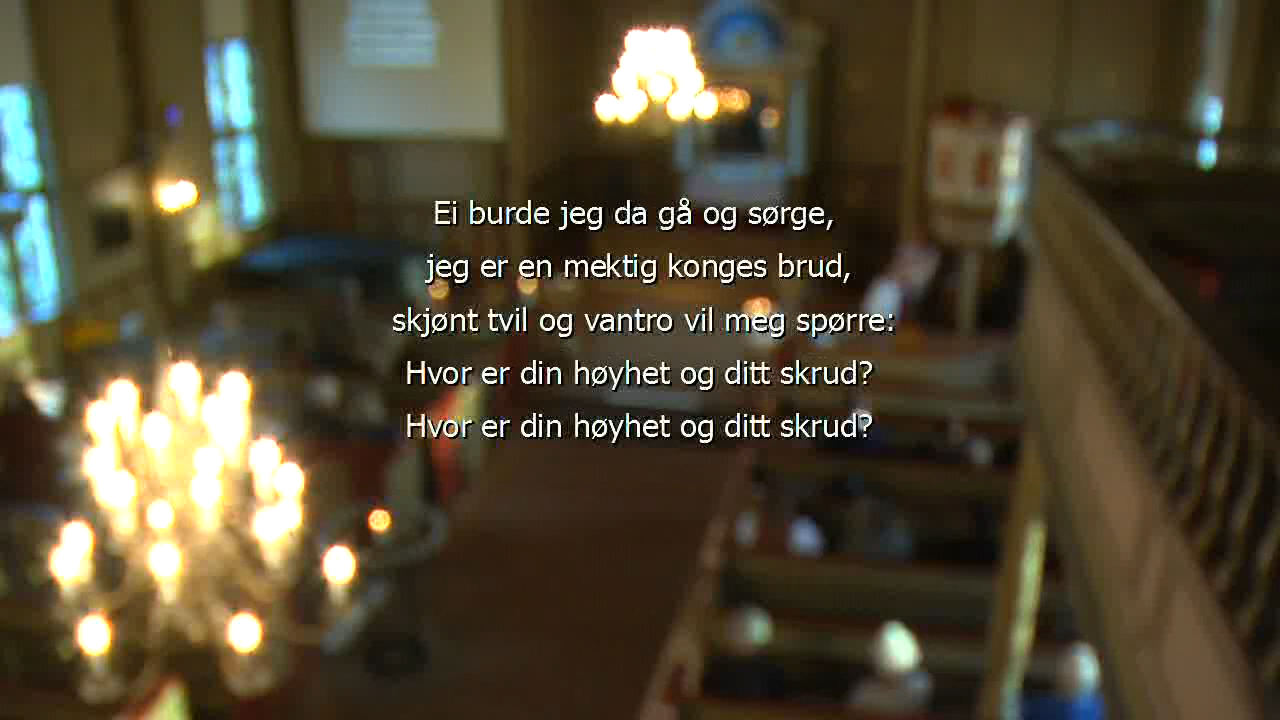 Ei burde jeg da gå og sørge,
jeg er en mektig konges brud,
skjønt tvil og vantro vil meg spørre:
Hvor er din høyhet og ditt skrud?
Hvor er din høyhet og ditt skrud?